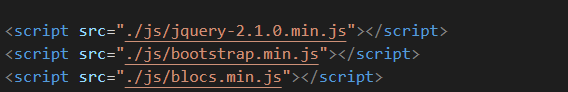 <script src="./js/jquery-2.1.0.min.js"></script>
<script src="./js/bootstrap.min.js"></script>
<script src="./js/blocs.min.js"></script>